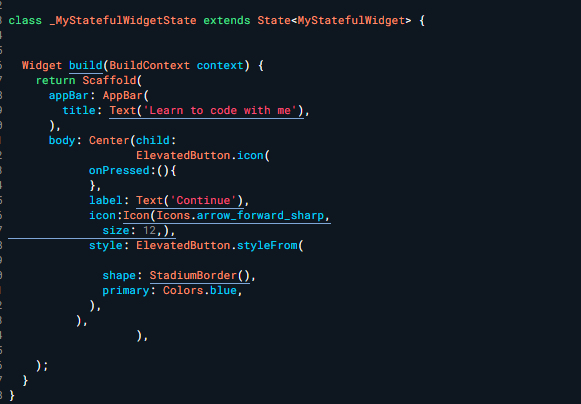 class _MyStatefulWidgetState extends State<MyStatefulWidget> {
Widget build(BuildContext context) {
return Scaffold(
appBar: AppBar(
title: Text('Learn to code with me'),
),
body: Center(child:
ElevatedButton.icon(
onPressed:(){
},
label: Text('Continue'),
icon:Icon(Icons.arrow_forward_sharp,
size: 12,),
style: ElevatedButton.styleFrom(
shape: StadiumBorder(),
primary: Colors.blue,
),
),
),
);
}
}